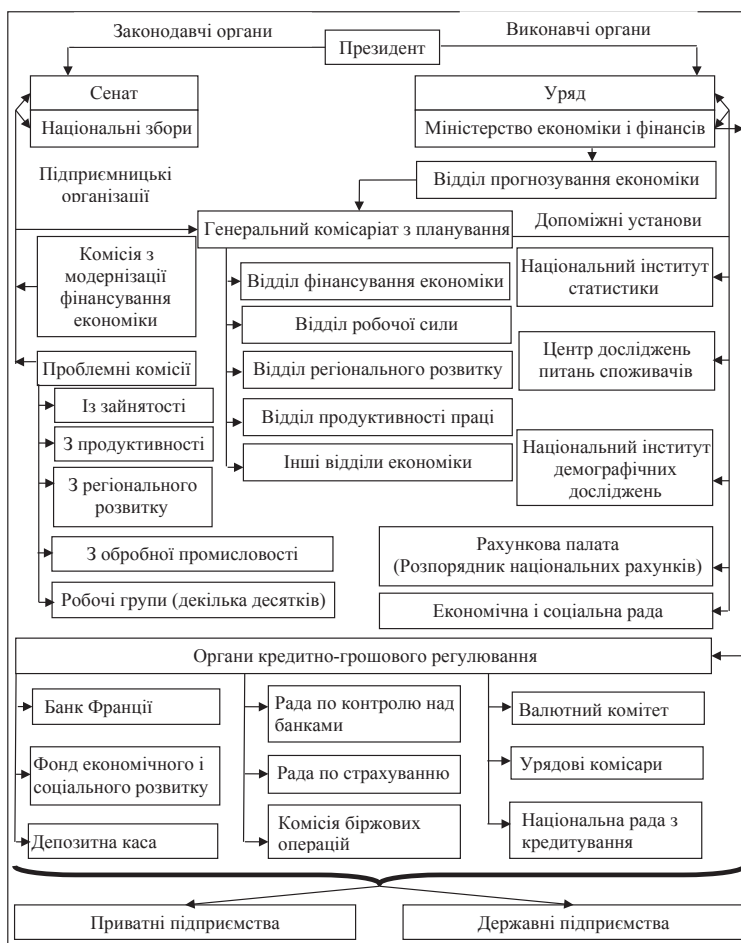 Законодавчі органи
Президент
Виконавчі органи
Сенат
Національні збори
Уряд
Міністерство економіки і фінансів
Підприємницькі
організації
Відділ прогнозування економіки
Генеральний комісаріат з планування
Допоміжні установи
Комісія з
модернізації
фінансування
економіки
Проблемні комісії
Із зайнятості
З продуктивності
З регіонального
розвитку
З обробної промисловості
Робочі групи (декілька десятків)
Відділ фінансування економіки
Відділ робочої сили
Відділ регіонального розвитку
Відділ продуктивності праці
Інші відділи економіки
Національний інститут
статистики
Центр досліджень
питань споживачів
Національний інститут
демографічних
досліджень
Рахункова палата
(Розпорядник національних рахунків)
Економічна і соціальна рада
Органи кредитно-грошового регулювання
Банк Франції
Фонд економічного і
соціального розвитку
Депозитна каса
Рада по контролю над
банками
Рада по страхуванню
Комісія біржових
операцій
Валютний комітет
Урядові комісари
Національна рада з
кредитування
Приватні підприємства
Державні підприємства